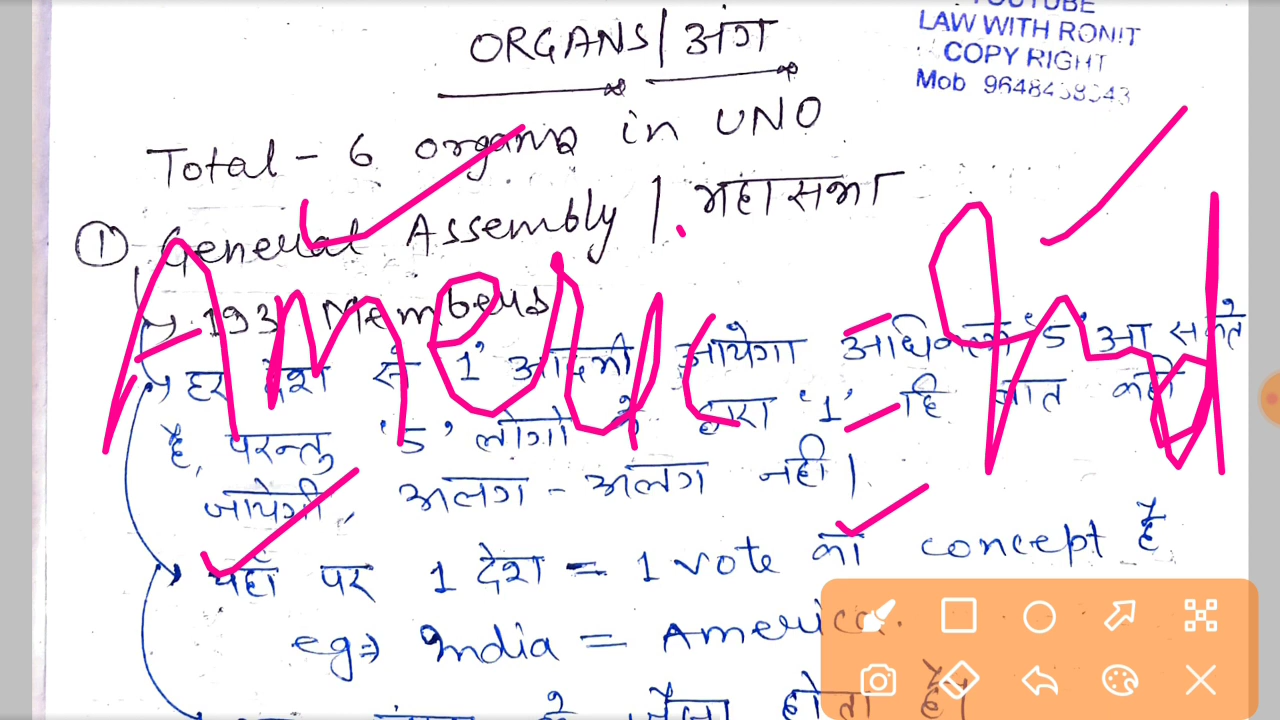 YOUTUBE
LAW WITH RONIT
COPY RIGHT
ORGANS/अंग
Total - 6 organs in UNO
① General Assembly / महासभा
→ 193 Members
→ हर देश से '1' आदमी आयेगा अधिकतम '5' आ सकते
है, परन्तु '5' लोगो के द्वारा '1' हि बात कही
जायेगी, अलग - अलग नही।
→ यहाँ पर 1 देश = 1 vote का concept है
eg ⇒ India = America.
होता है।